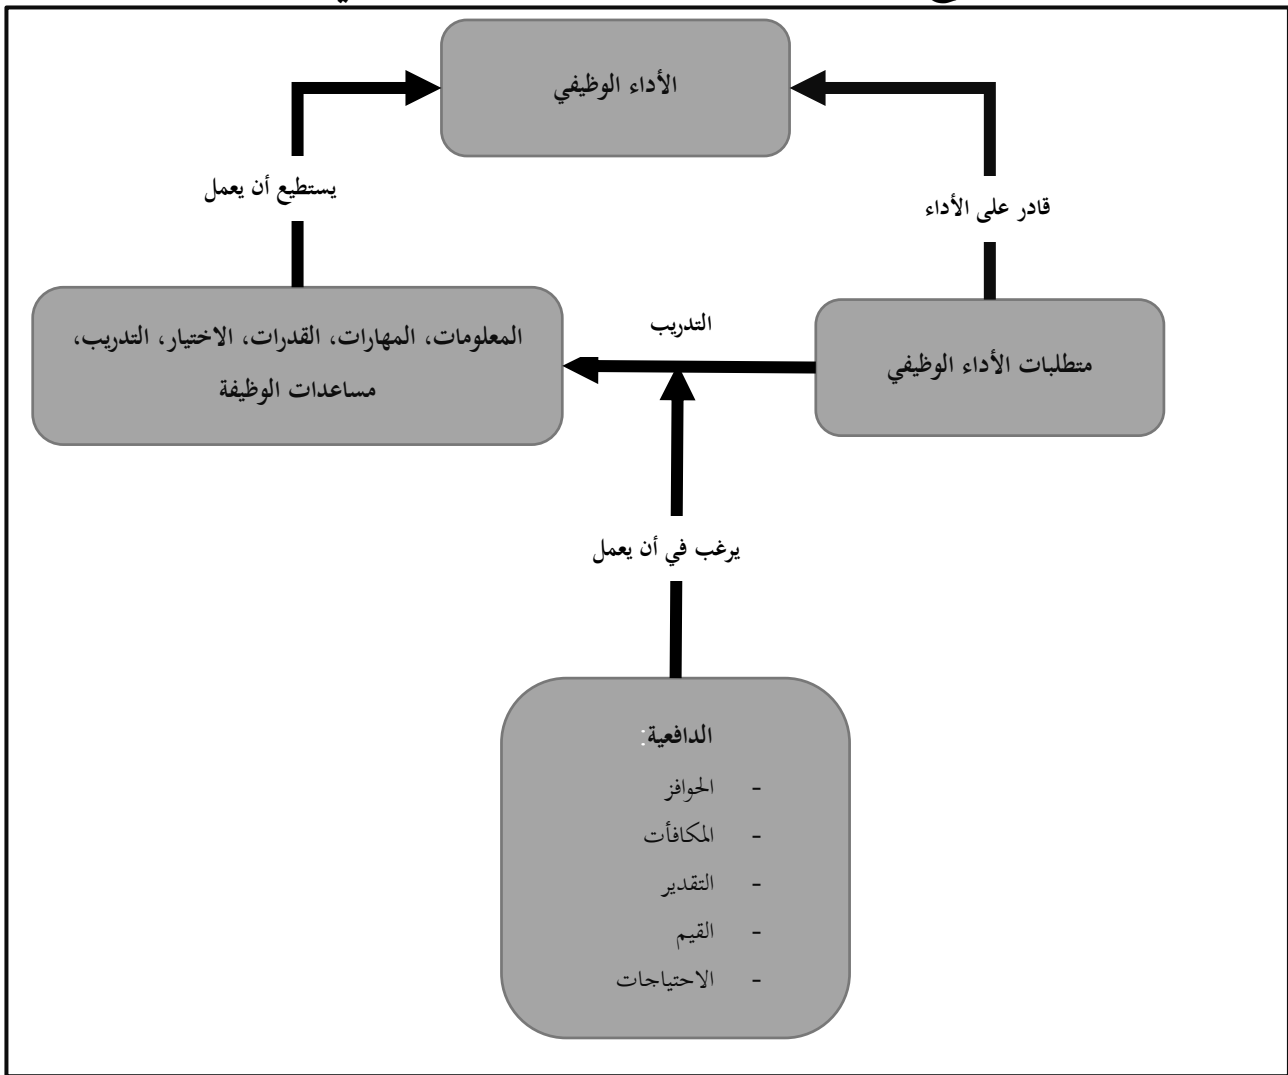 الأداء الوظيفي
يستطيع أن يعمل
قادر على الأداء
التدريب
المعلومات، المهارات، القدرات، الاختيار، التدريب،
مساعدات الوظيفة
متطلبات الأداء الوظيفي
يرغب في أن يعمل
الدافعية:
- الحوافز
- المكافأت
- التقدير
- القيم
- الاحتياجات